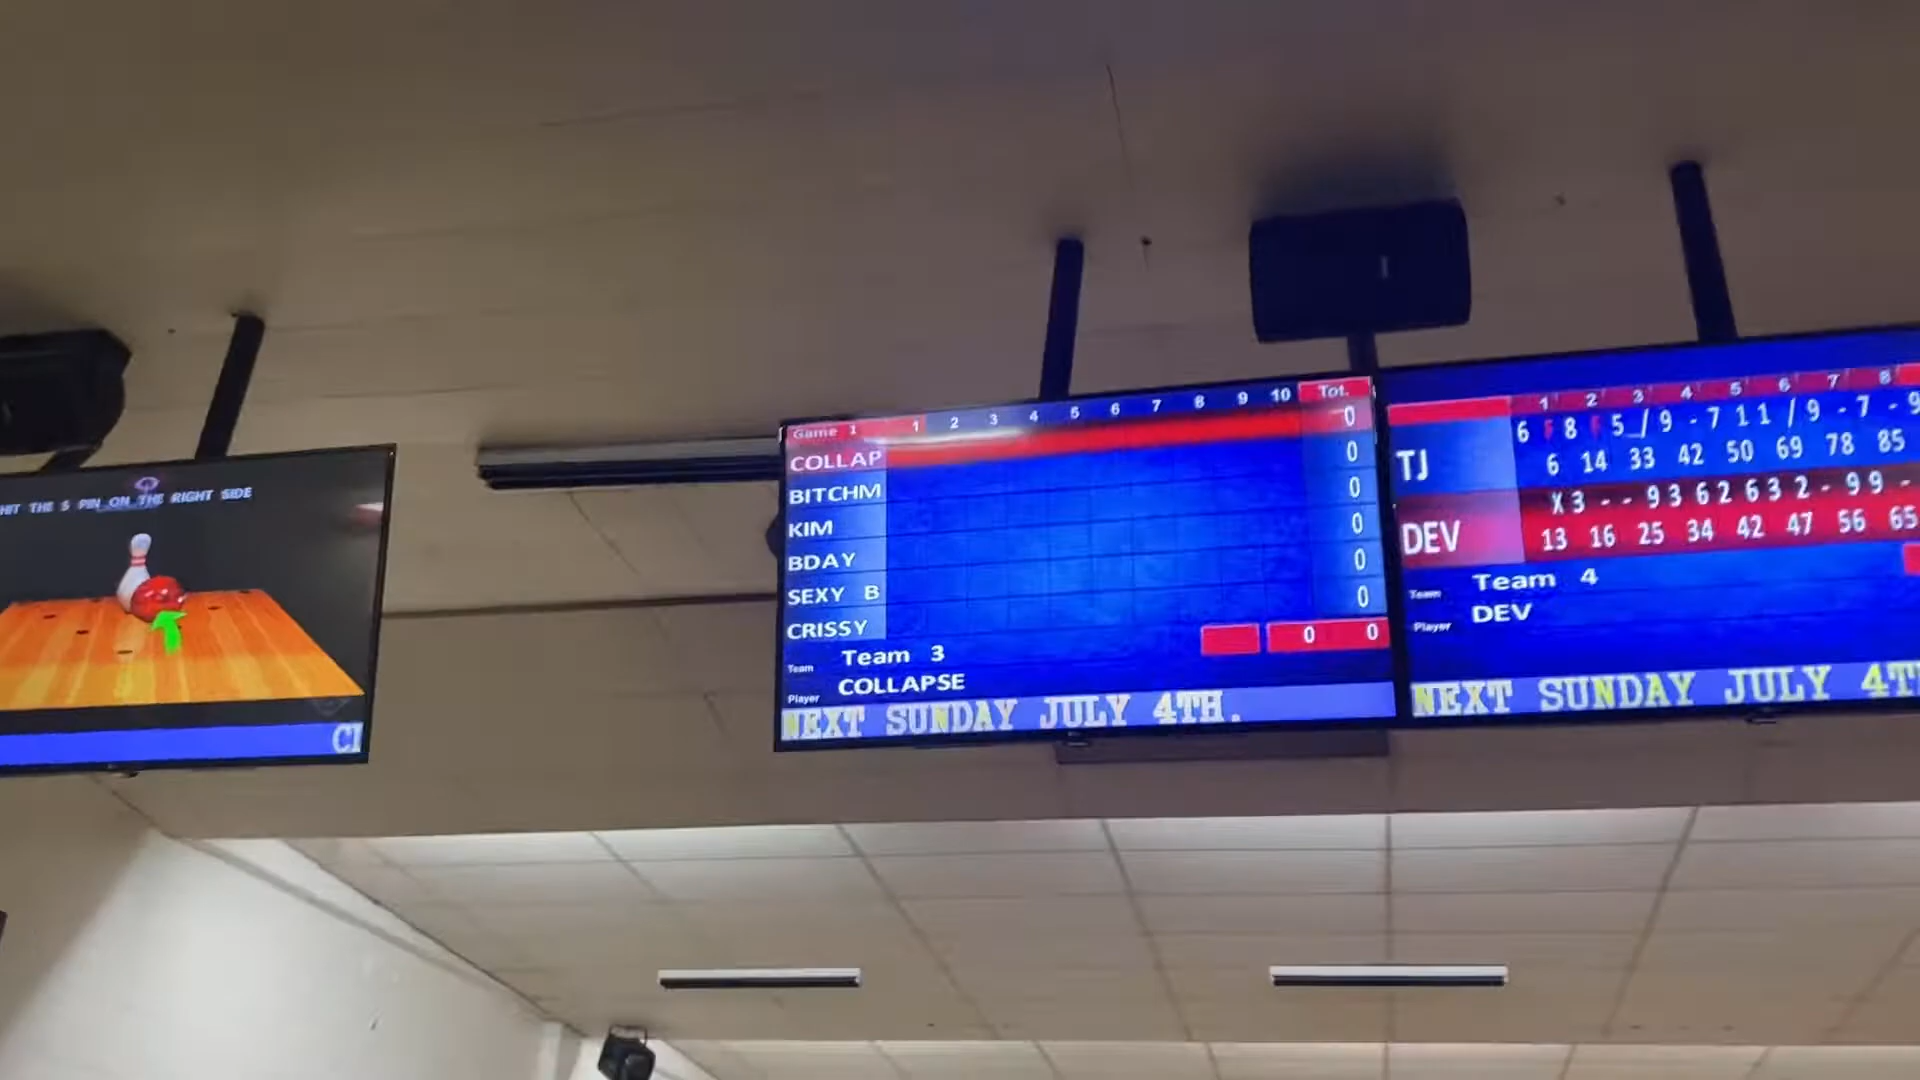 HIT THE 5 PIN ON THE RIGHT SIDE
CI
Game 1 1 2 3 4 5 6 7 8 9 10 Tot.
COLLAP 0
BITCHM 0
KIM 0
BDAY 0
SEXY B 0
CRISSY 0
0 0
Team Team 3
Player COLLAPSE
NEXT SUNDAY JULY 4TH.
1 2 3 4 5 6 7 8
TJ
6 F 8 F 5 / 9 - 7 1 1 / 9 - 7 - 9
6 14 33 42 50 69 78 85
DEV
X 3 - - 9 3 6 2 6 3 2 - 9 9 -
13 16 25 34 42 47 56 65
Team Team 4
Player DEV
NEXT SUNDAY JULY 4T